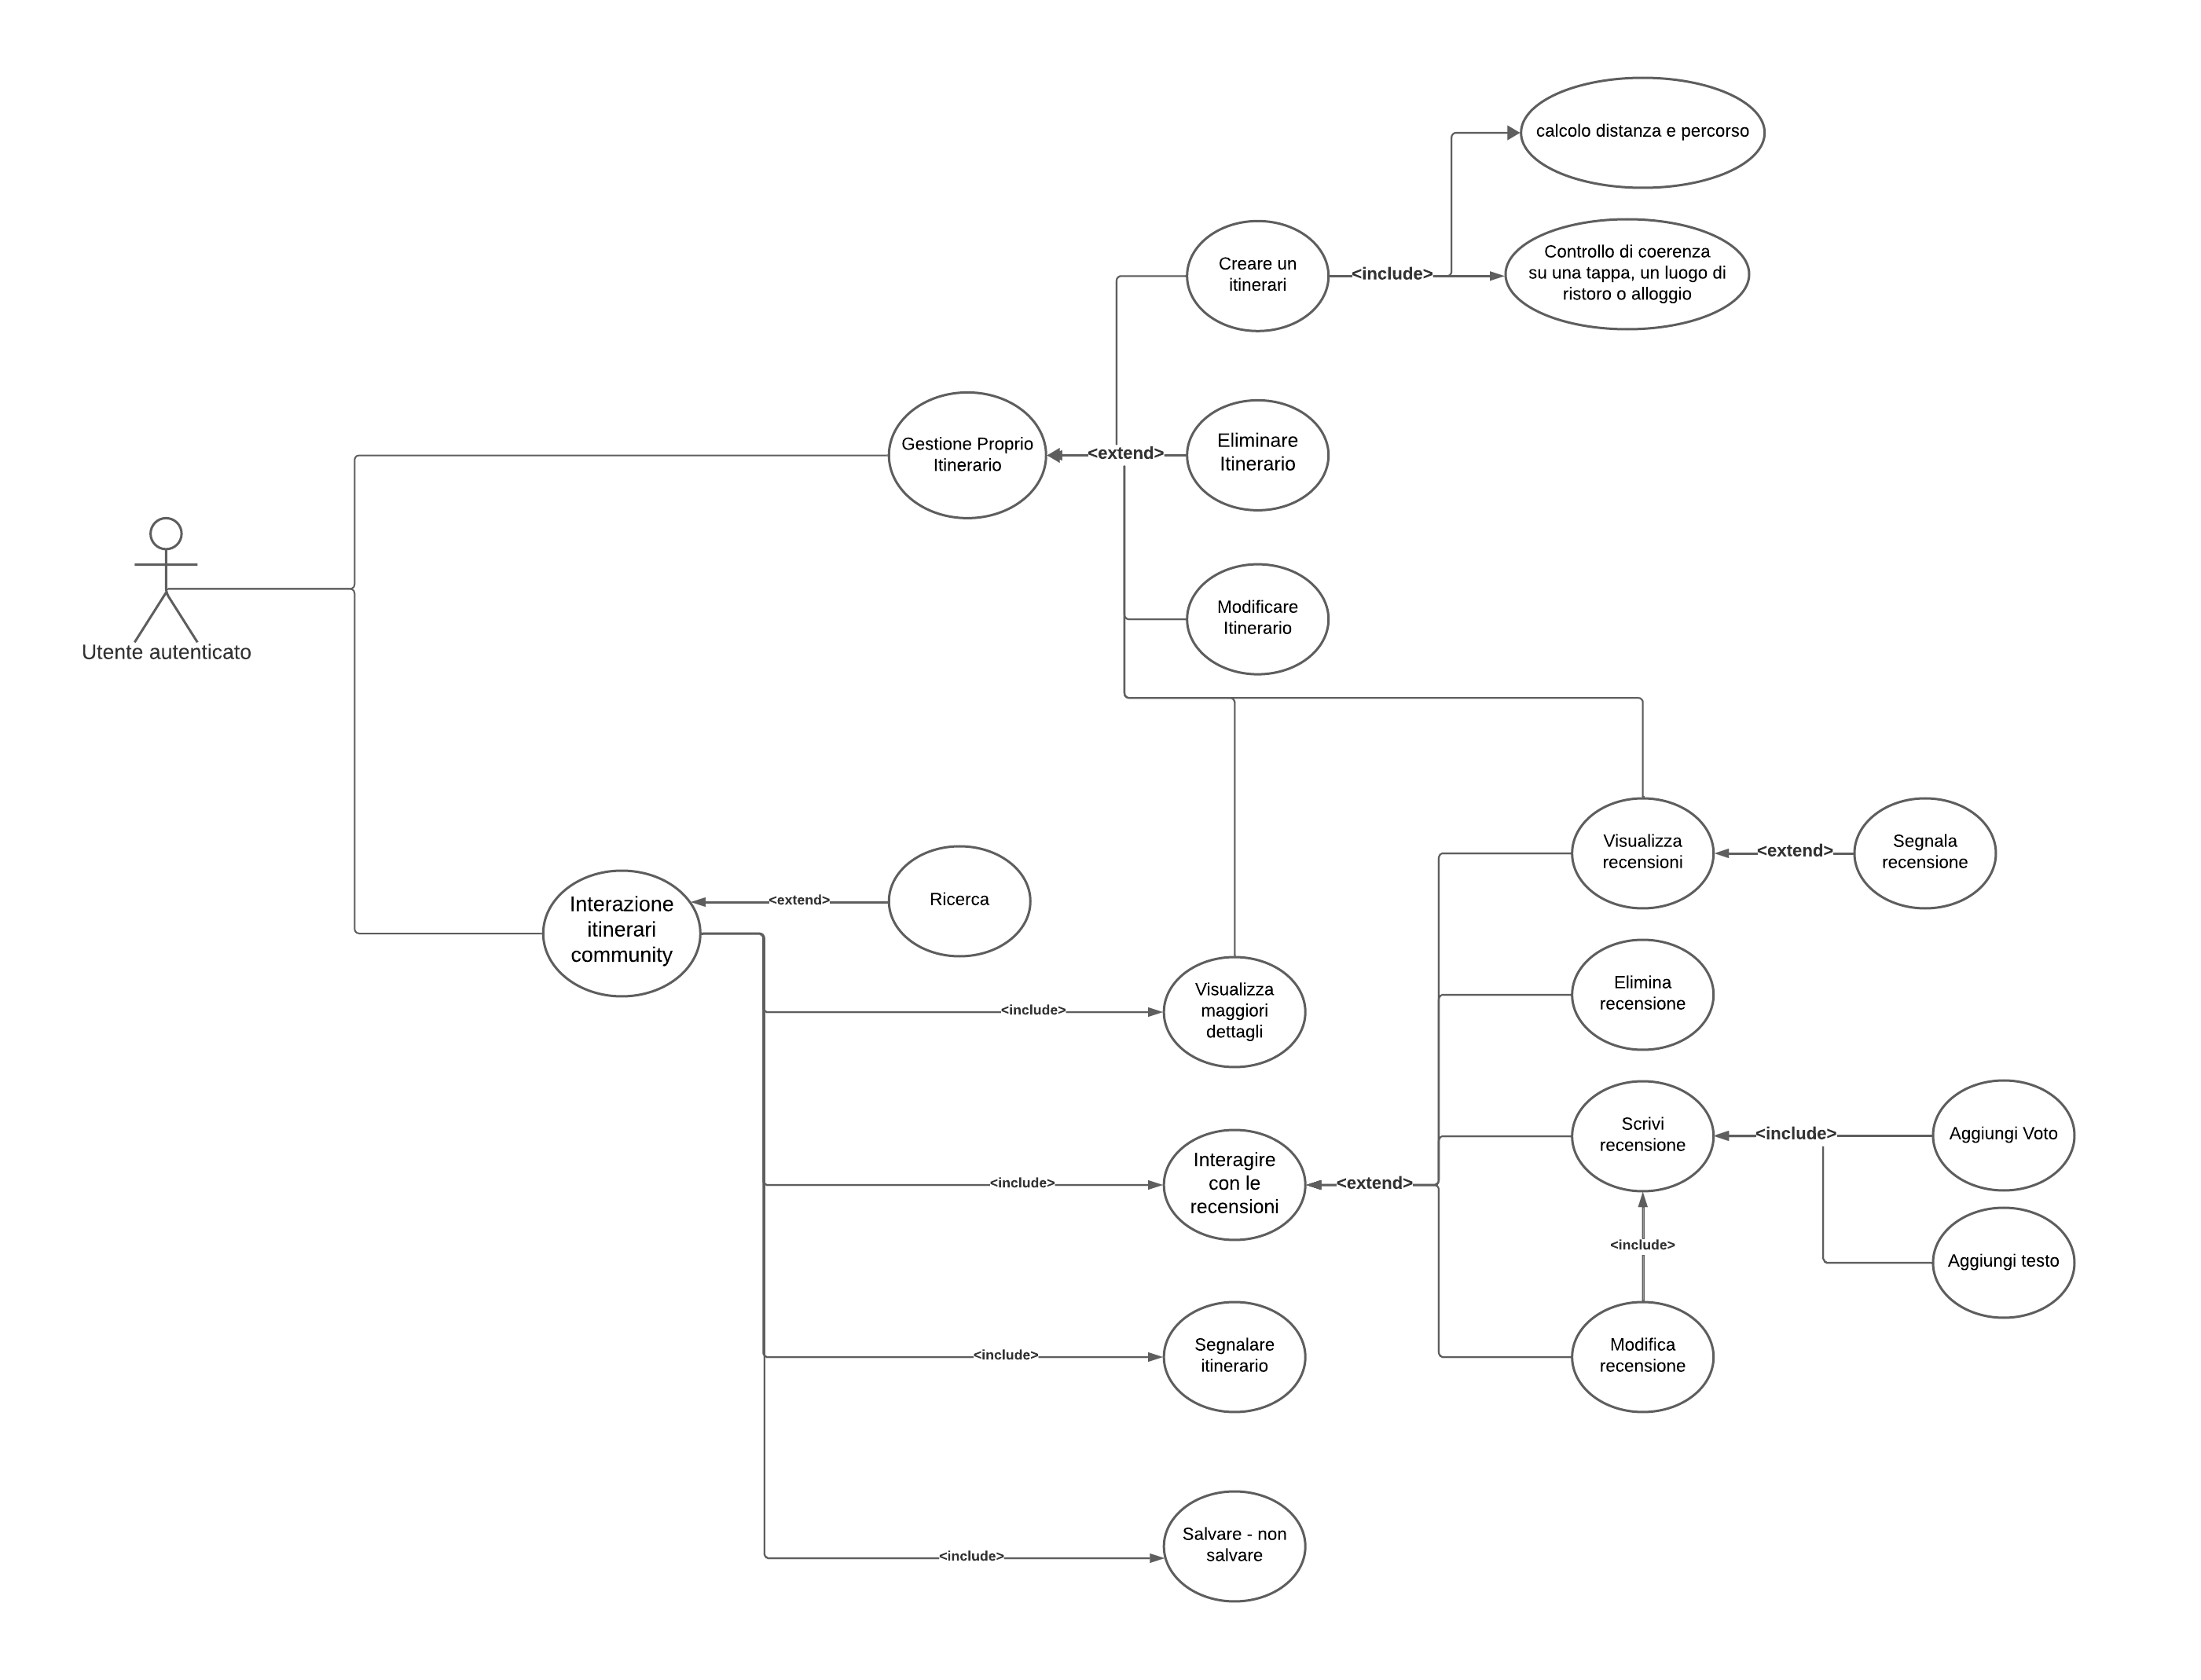 calcolo distanza e percorso
Controllo di coerenza
su una tappa, un luogo di
ristoro o alloggio
Creare un
itinerari
<include>
Gestione Proprio
Itinerario
<extend>
Eliminare
Itinerario
Modificare
Itinerario
Utente autenticato
Visualizza
recensioni
<extend>
Segnala
recensione
Interazione
itinerari
community
<extend>
Ricerca
Elimina
recensione
<include>
Visualizza
maggiori
dettagli
Scrivi
recensione
<include>
Aggiungi Voto
<include>
Interagire
con le
recensioni
<extend>
<include>
Aggiungi testo
<include>
Segnalare
itinerario
Modifica
recensione
<include>
Salvare - non
salvare